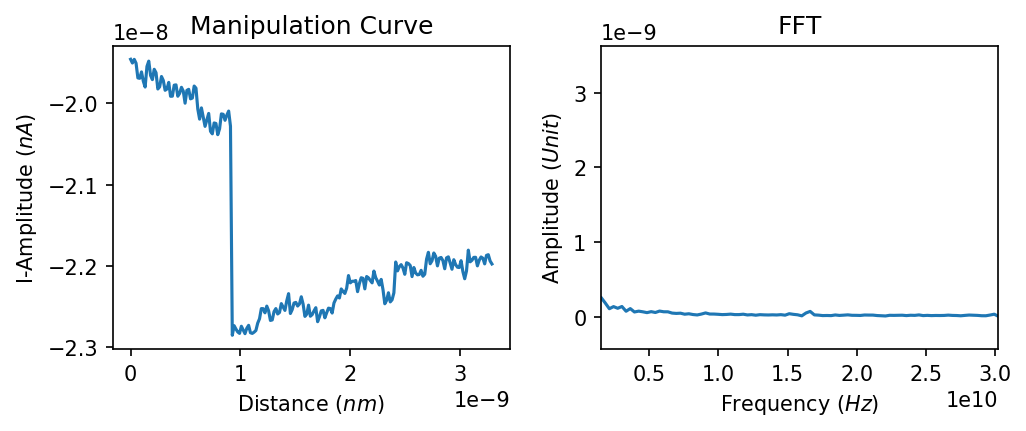 Manipulation Curve
1e−8
I-Amplitude (nA)
−2.0
−2.1
−2.2
−2.3
0
1
2
3
1e−9
Distance (nm)
FFT
1e−9
Amplitude (Unit)
3
2
1
0
0.5
1.0
1.5
2.0
2.5
3.0
1e10
Frequency (Hz)